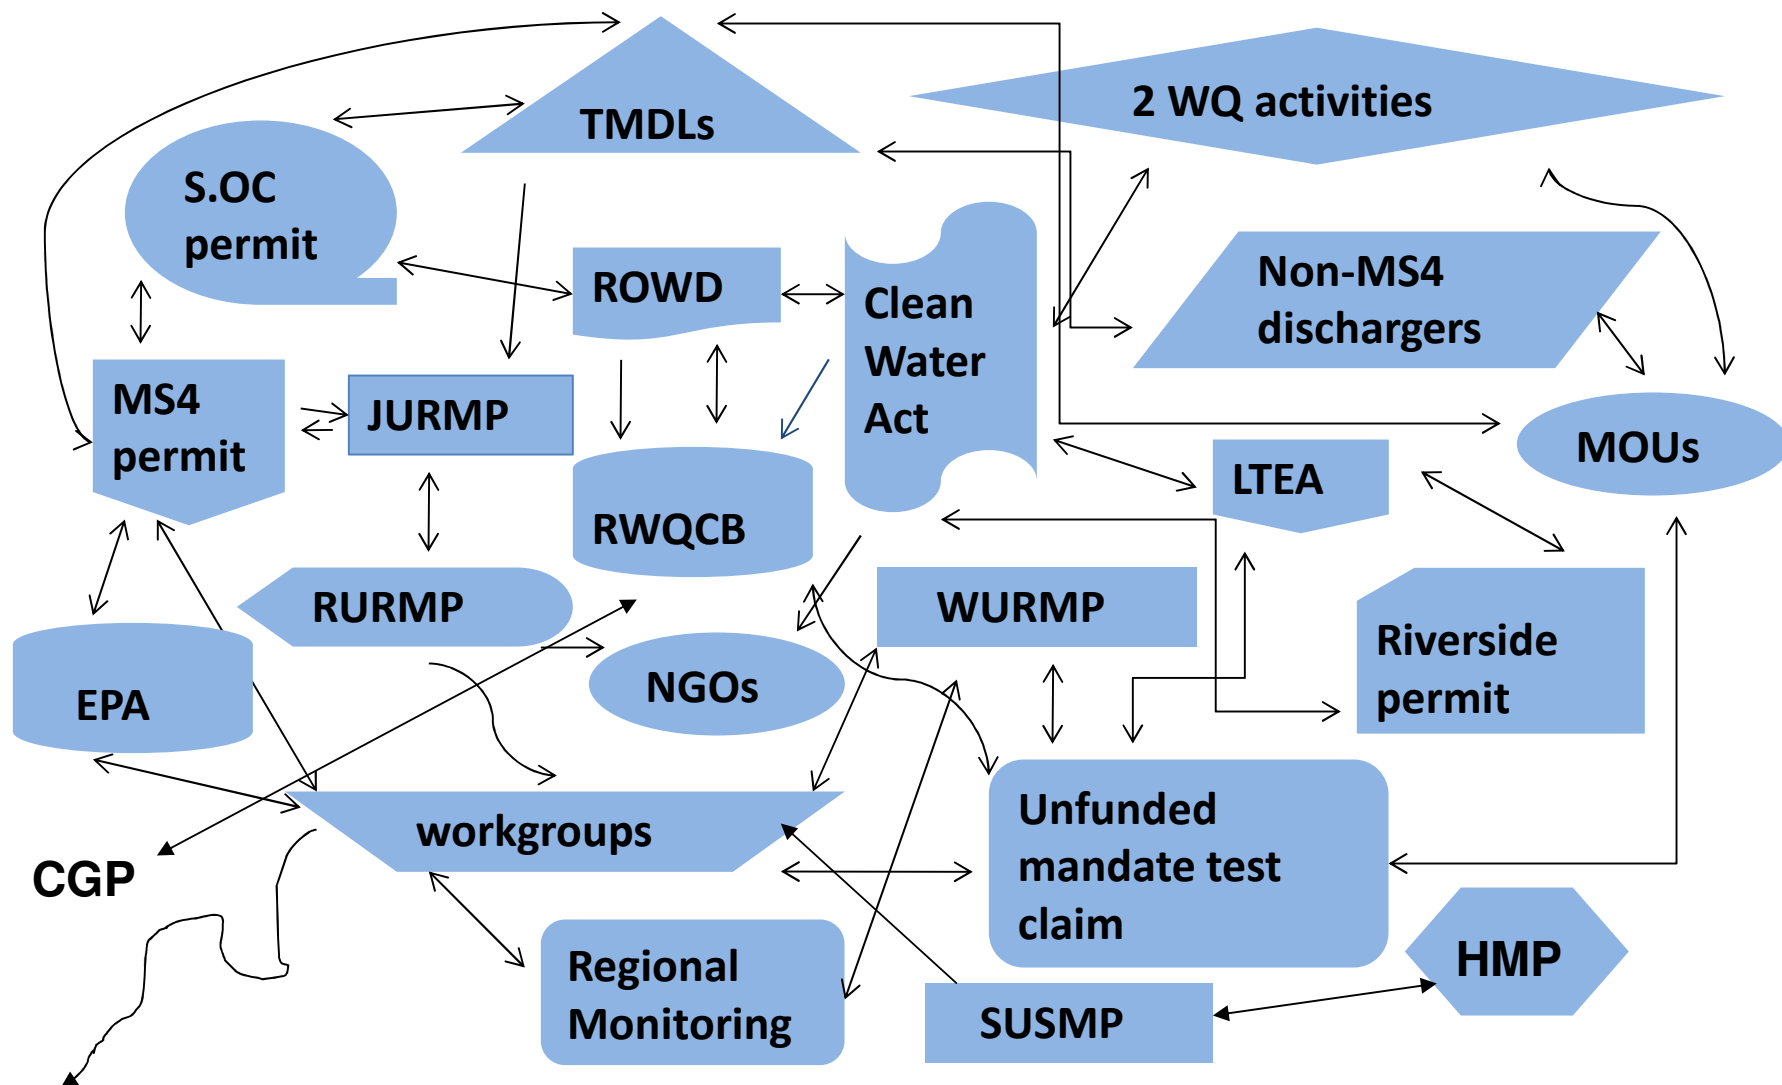 TMDLs
2 WQ activities
S.OC
permit
ROWD
Clean
Water
Act
Non-MS4
dischargers
MS4
permit
JURMP
MOUs
LTEA
RWQCB
RURMP
WURMP
Riverside
permit
EPA
NGOs
workgroups
Unfunded
mandate test
claim
CGP
HMP
Regional
Monitoring
SUSMP